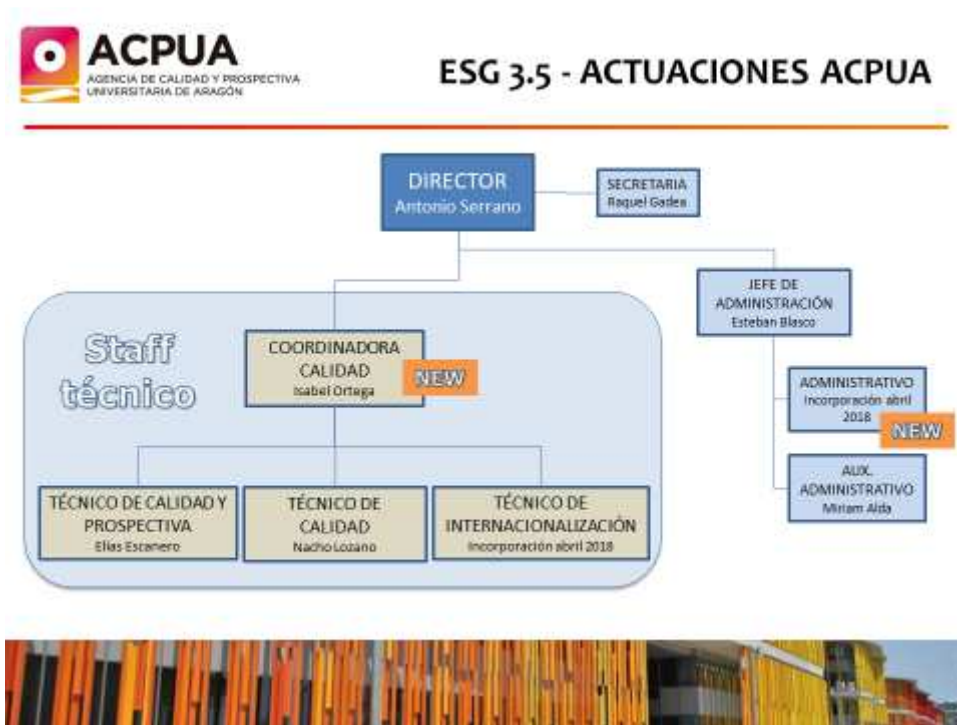 ACPUA
AGENCIA DE CALIDAD Y PROSPECTIVA
UNIVERSITARIA DE ARAGÓN
ESG 3.5 - ACTUACIONES ACPUA
DIRECTOR
Antonio Serrano
SECRETARIA
Raquel Gadea
JEFE DE
ADMINISTRACIÓN
Esteban Blasco
Staff
técnico
COORDINADORA
CALIDAD
Isabel Ortega
NEW
ADMINISTRATIVO
Incorporación abril
2018
NEW
AUX.
ADMINISTRATIVO
Miriam Alda
TÉCNICO DE CALIDAD Y
PROSPECTIVA
Elías Escanero
TÉCNICO DE
CALIDAD
Nacho Lozano
TÉCNICO DE
INTERNACIONALIZACIÓN
Incorporación abril 2018